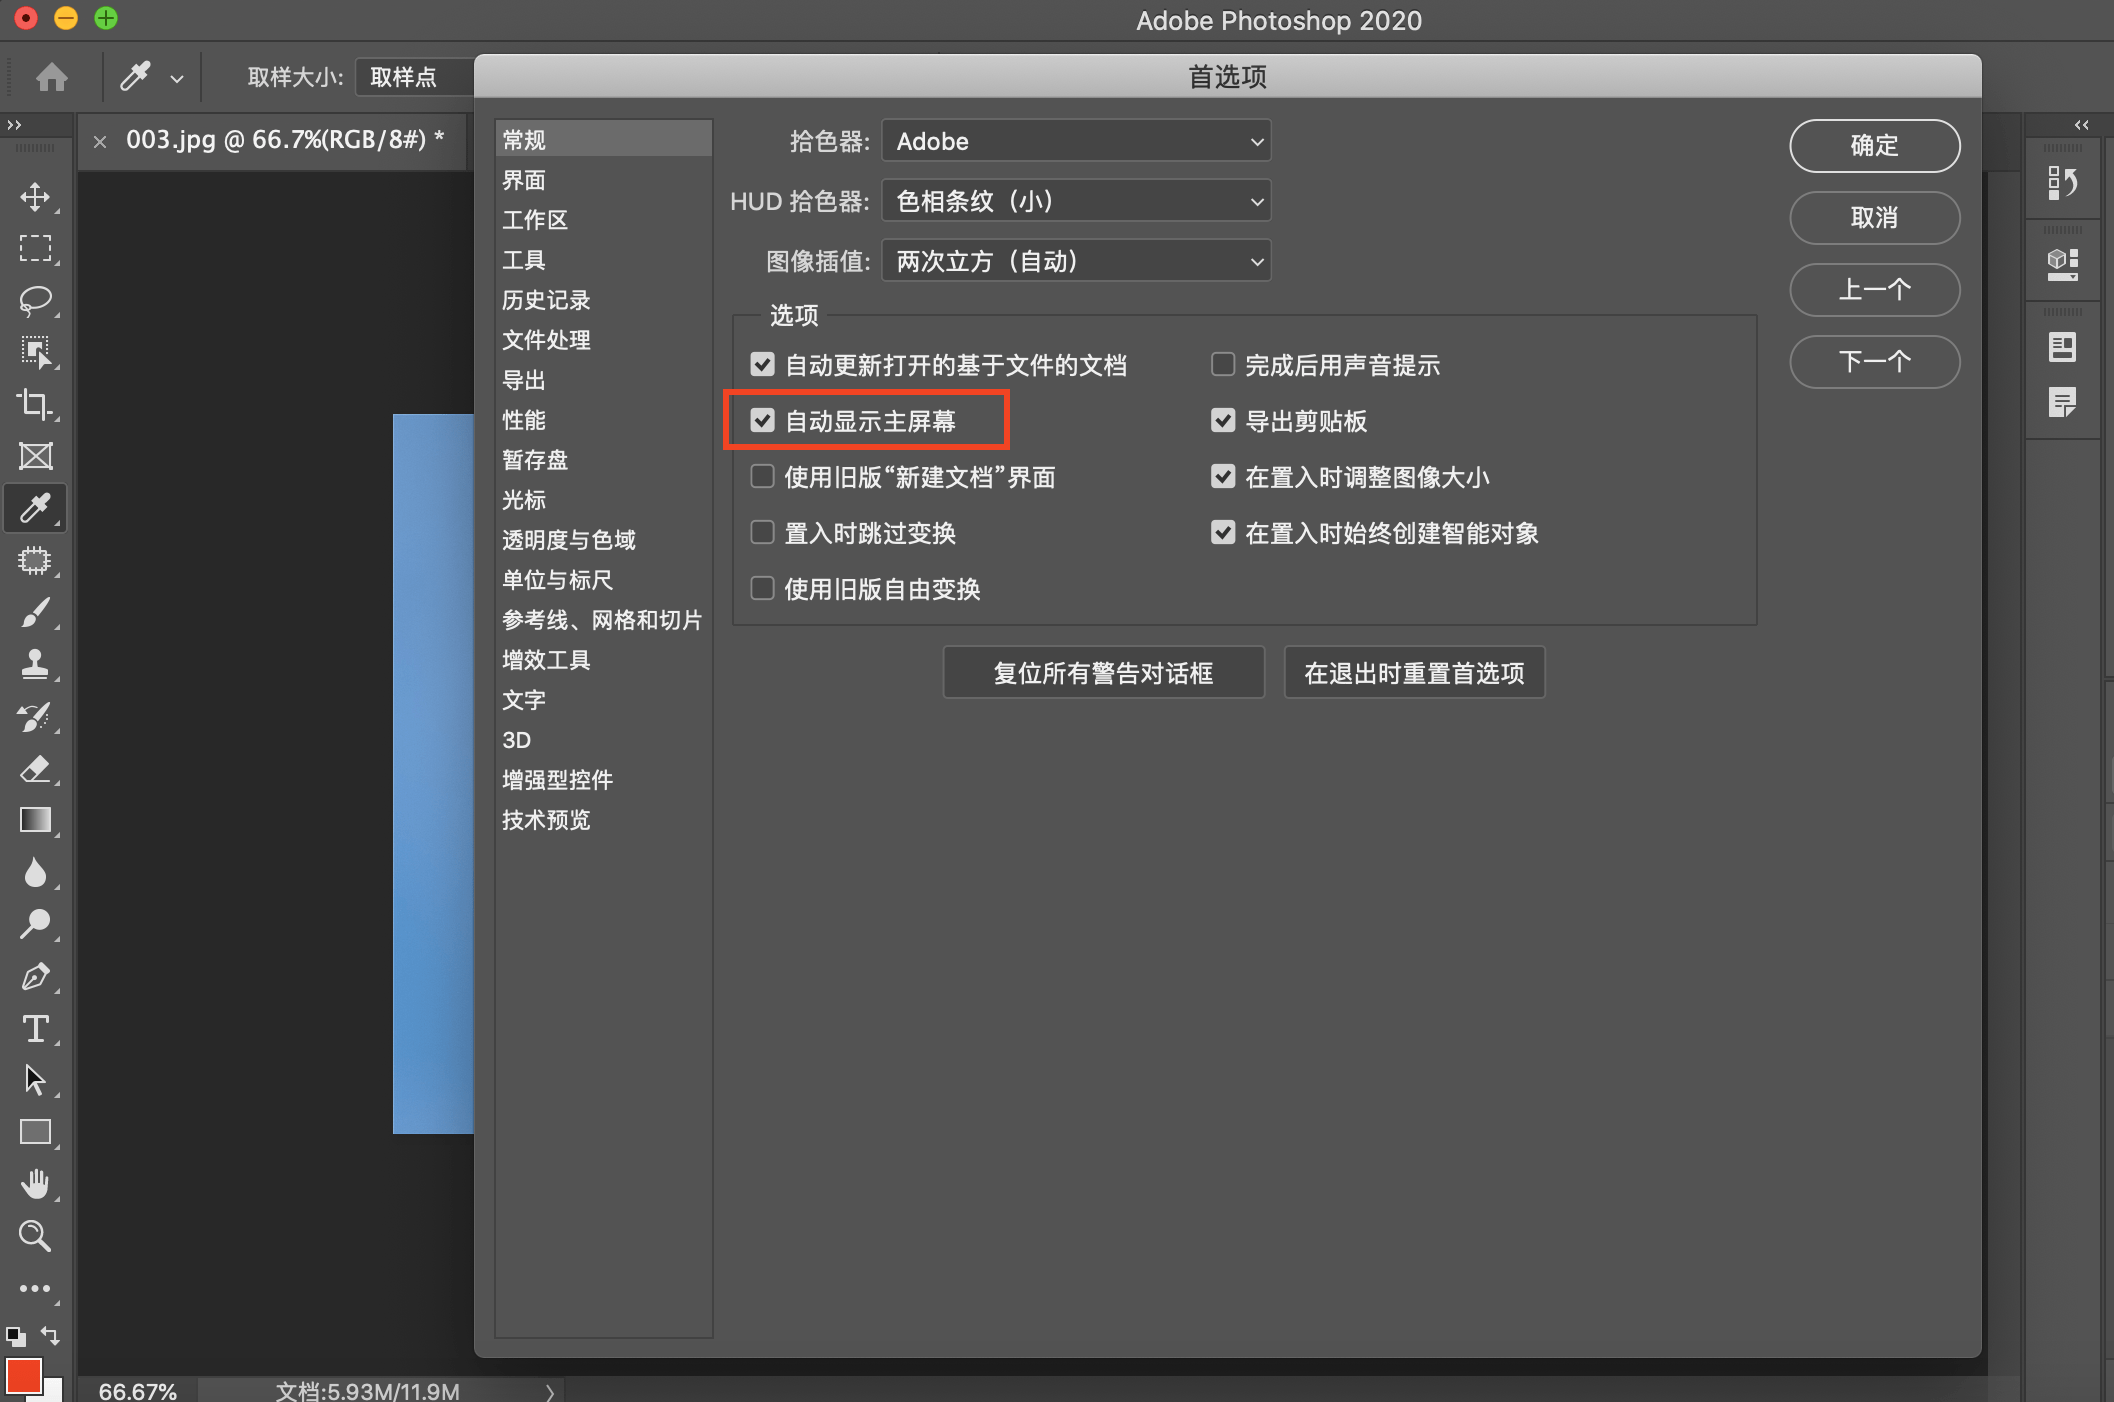 Adobe Photoshop 2020
取样大小: 取样点
首选项
003.jpg @ 66.7%(RGB/8#) *
常规
界面
工作区
工具
历史记录
文件处理
导出
性能
暂存盘
光标
透明度与色域
单位与标尺
参考线、网格和切片
增效工具
文字
3D
增强型控件
技术预览
拾色器: Adobe
HUD 拾色器: 色相条纹（小）
图像插值: 两次立方（自动）
选项
自动更新打开的基于文件的文档
完成后用声音提示
自动显示主屏幕
导出剪贴板
使用旧版“新建文档”界面
在置入时调整图像大小
置入时跳过变换
在置入时始终创建智能对象
使用旧版自由变换
复位所有警告对话框
在退出时重置首选项
确定
取消
上一个
下一个
66.67%
文档:5.93M/11.9M